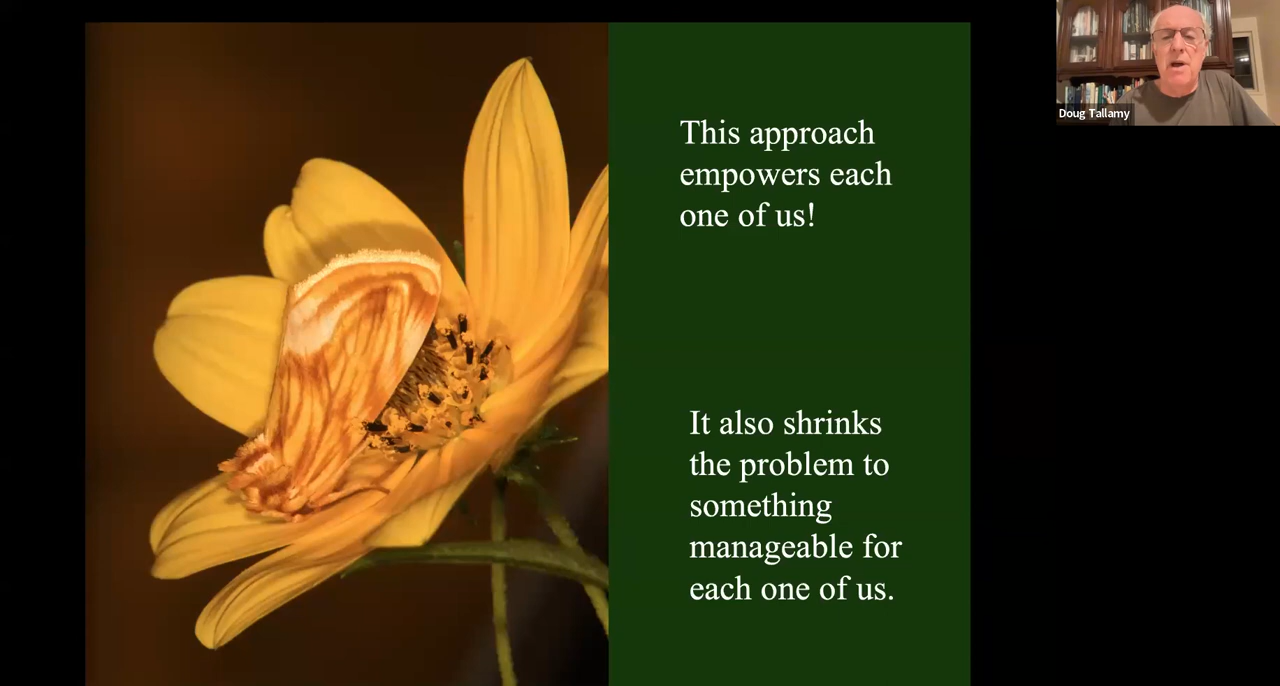 This approach
empowers each
one of us!
It also shrinks
the problem to
something
manageable for
each one of us.
Doug Tallamy